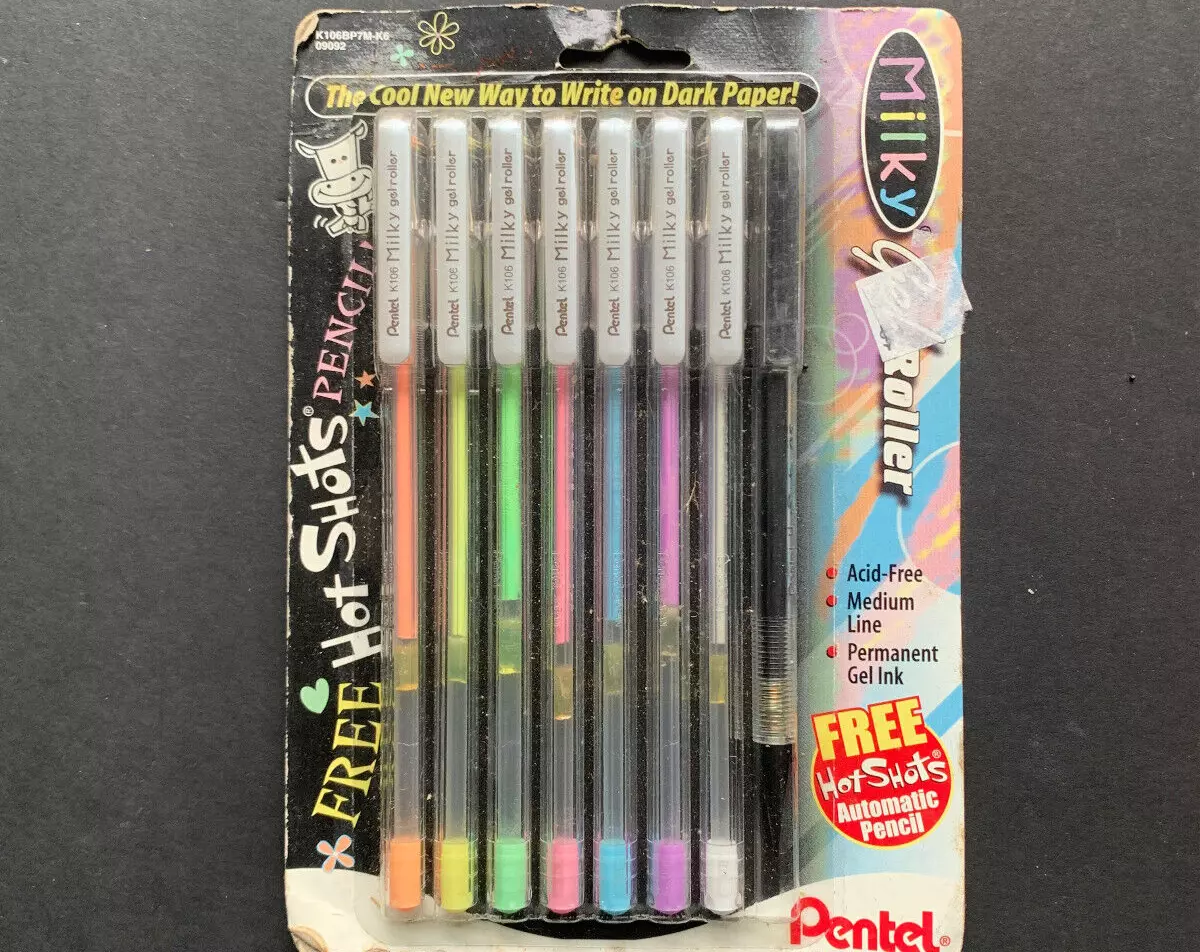 K106BP7M-K6
09092
The Cool New Way to Write on Dark Paper!
Milky
Gel
Roller
FREE HotShots® PENCIL!
Pentel K106 Milky gel roller
Pentel K106 Milky gel roller
Pentel K106 Milky gel roller
Pentel K106 Milky gel roller
Pentel K106 Milky gel roller
Pentel K106 Milky gel roller
Pentel K106 Milky gel roller
Acid-Free
Medium
Line
Permanent
Gel Ink
FREE
HotShots®
Automatic
Pencil
Pentel®